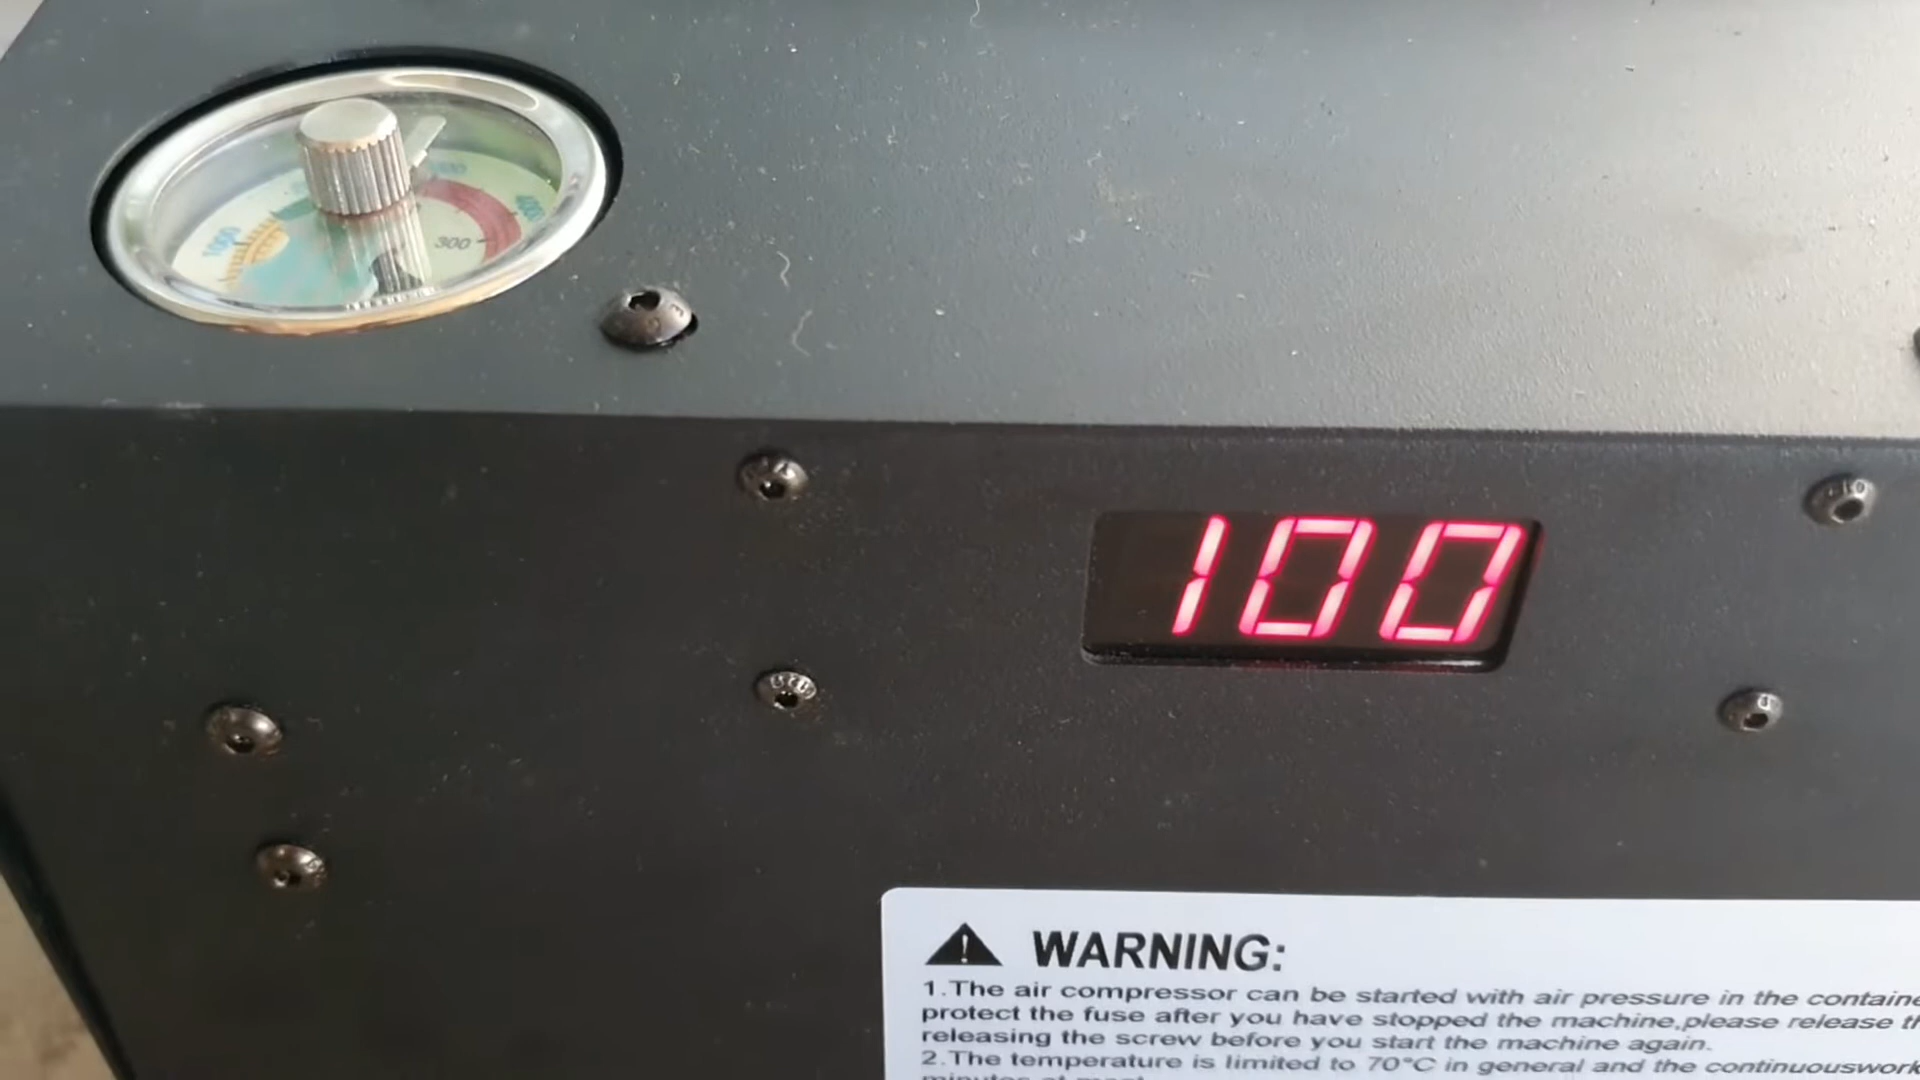 1000
300
100
WARNING:
1.The air compressor can be started with air pressure in the containe
protect the fuse after you have stopped the machine,please release th
releasing the screw before you start the machine again.
2.The temperature is limited to 70°C in general and the continuouswork